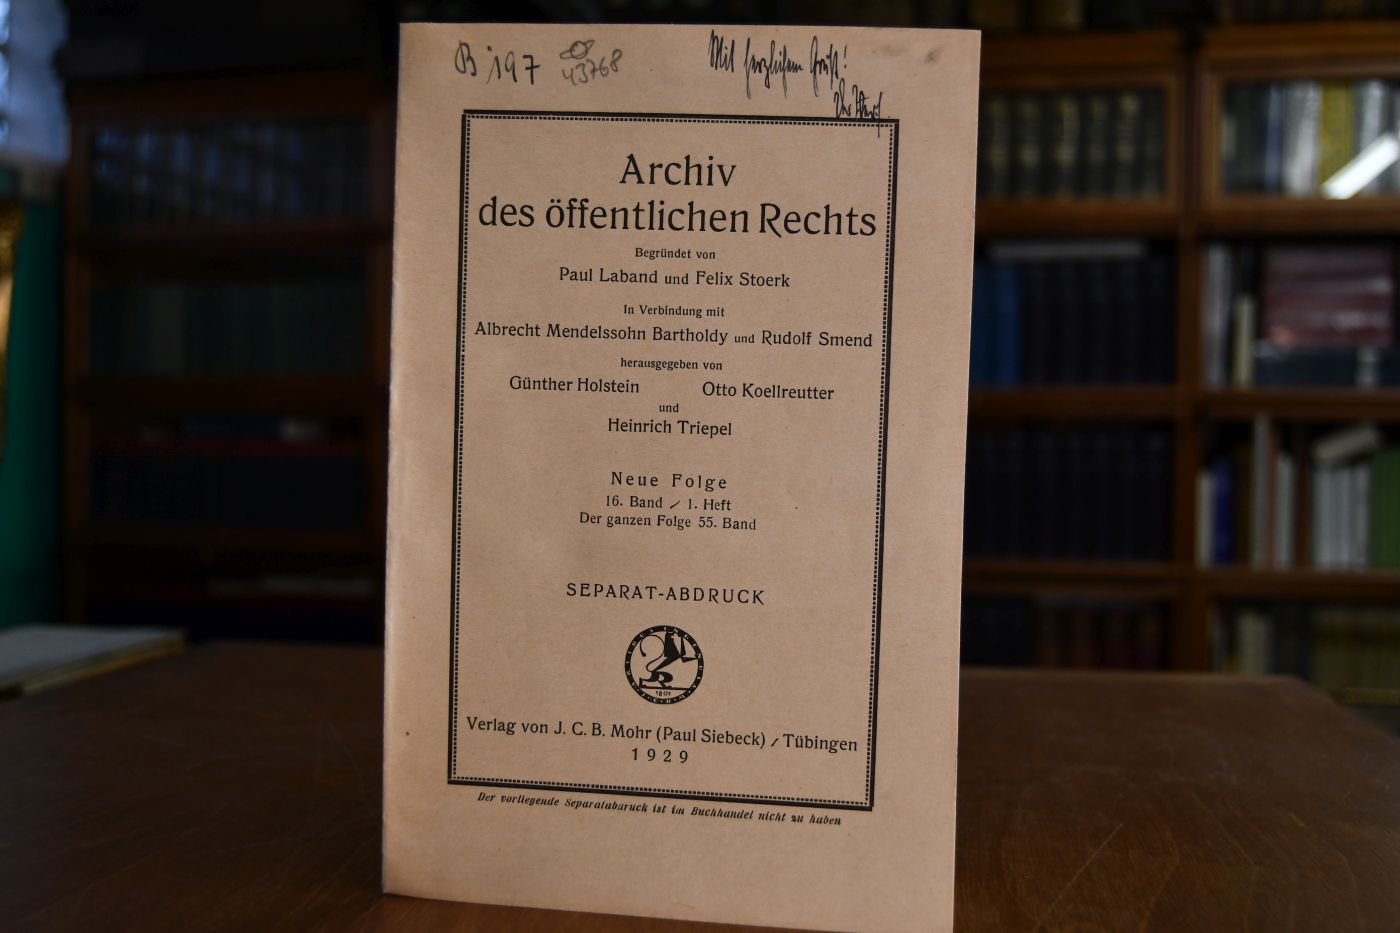 B i97
43768
Mit herzlichem Gruß!
Archiv
des öffentlichen Rechts
Begründet von
Paul Laband und Felix Stoerk
In Verbindung mit
Albrecht Mendelssohn Bartholdy und Rudolf Smend
herausgegeben von
Günther Holstein Otto Koellreutter
und
Heinrich Triepel
Neue Folge
16. Band / 1. Heft
Der ganzen Folge 55. Band
SEPARAT-ABDRUCK
1801
Verlag von J. C. B. Mohr (Paul Siebeck) / Tübingen
1929
Der vorliegende Separatabdruck ist im Buchhandel nicht zu haben